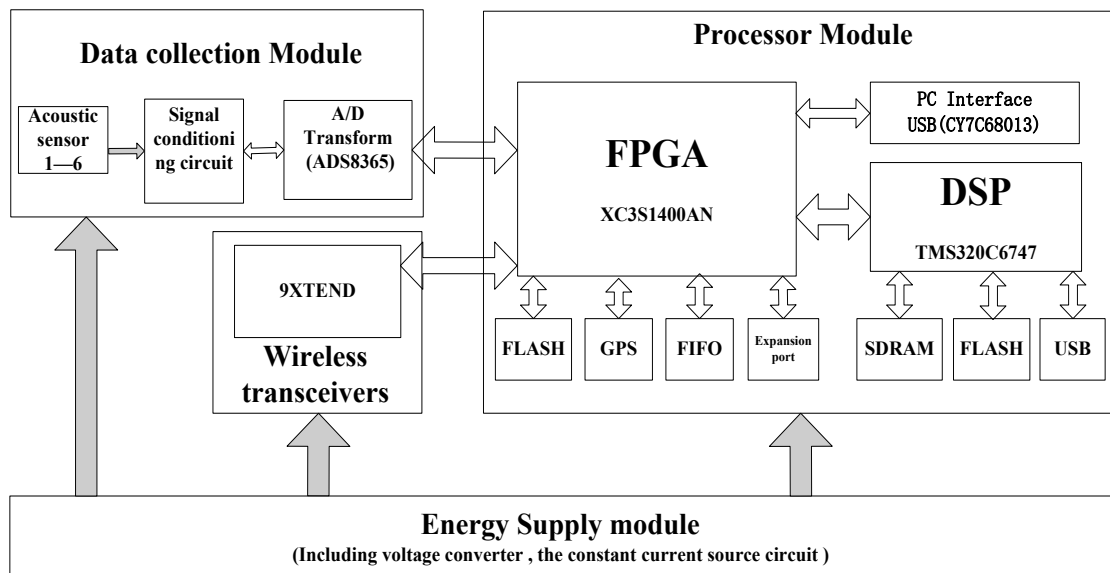 Data collection Module
Acoustic
sensor
1—6
Signal
conditioni
ng circuit
A/D
Transform
(ADS8365)
Processor Module
FPGA
XC3S1400AN
PC Interface
USB(CY7C68013)
DSP
TMS320C6747
FLASH
GPS
FIFO
Expansion
port
SDRAM
FLASH
USB
9XTEND
Wireless
transceivers
Energy Supply module
(Including voltage converter , the constant current source circuit )